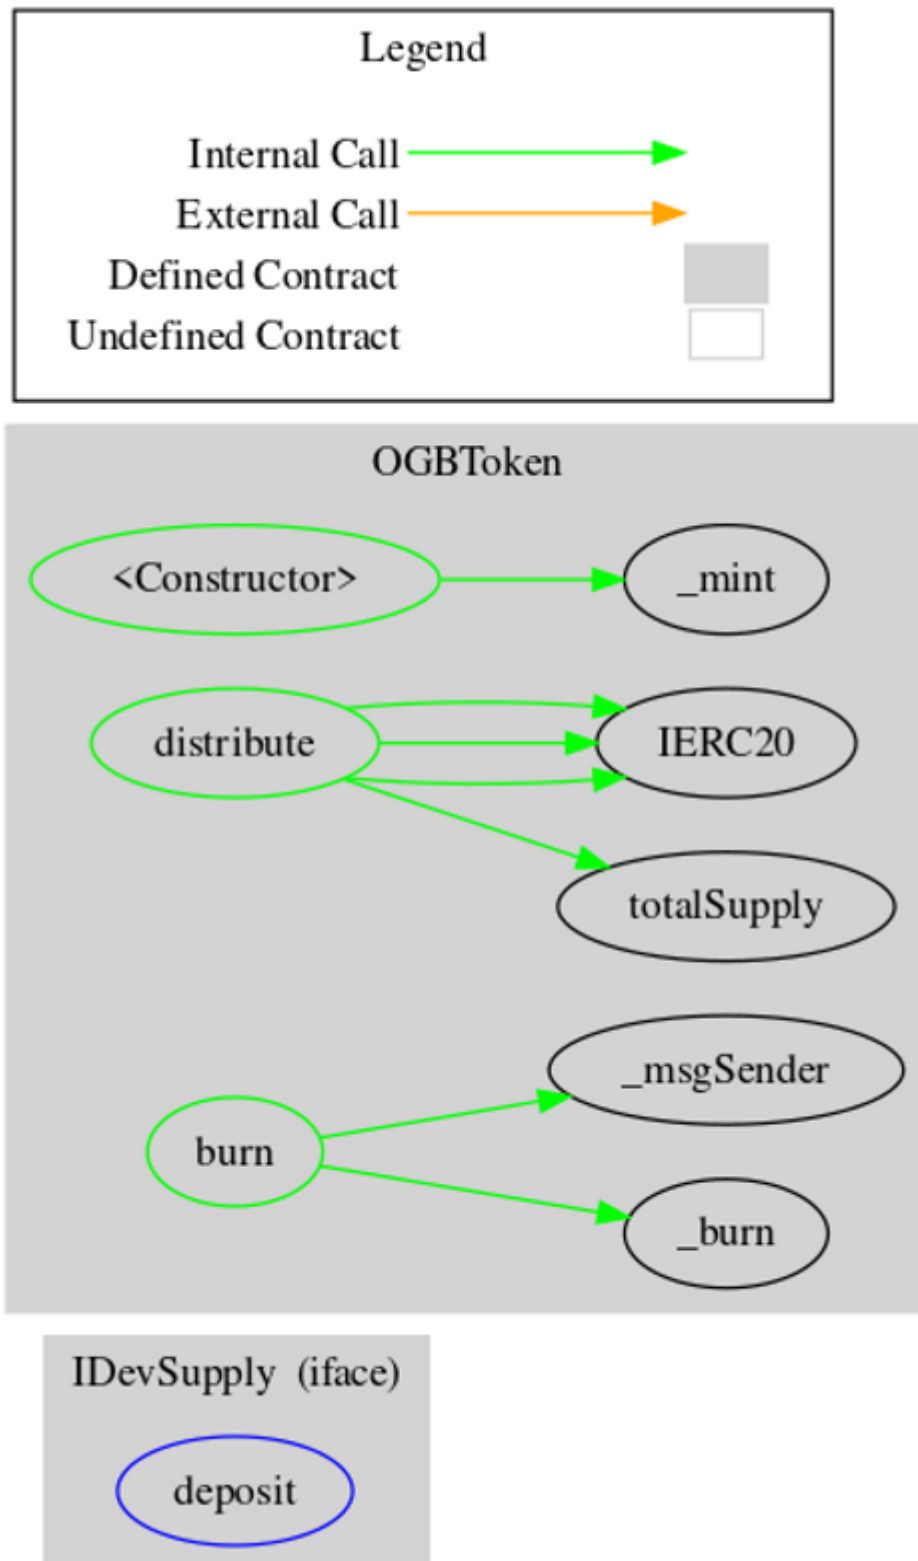 Legend
Internal Call
External Call
Defined Contract
Undefined Contract
OGBToken
<Constructor>
_mint
distribute
IERC20
totalSupply
_msgSender
burn
_burn
IDevSupply (iface)
deposit